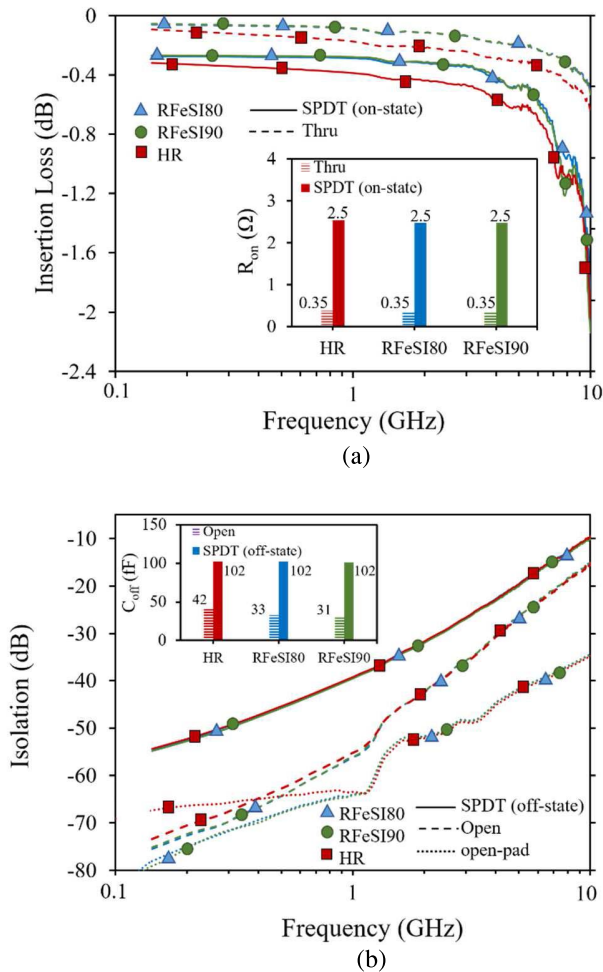 0
-0.4
-0.8
-1.2
-1.6
-2
-2.4
Insertion Loss (dB)
RFeSI80
RFeSI90
HR
SPDT (on-state)
Thru
4
3
2
1
0
Ron (Ω)
Thru
SPDT (on-state)
2.5
2.5
2.5
0.35
0.35
0.35
HR
RFeSI80
RFeSI90
0.1
1
10
Frequency (GHz)
(a)
-10
-20
-30
-40
-50
-60
-70
-80
Isolation (dB)
150
100
50
0
Coff (fF)
Open
SPDT (off-state)
102
102
102
42
33
31
HR
RFeSI80
RFeSI90
RFeSI80
RFeSI90
HR
SPDT (off-state)
Open
open-pad
0.1
1
10
Frequency (GHz)
(b)